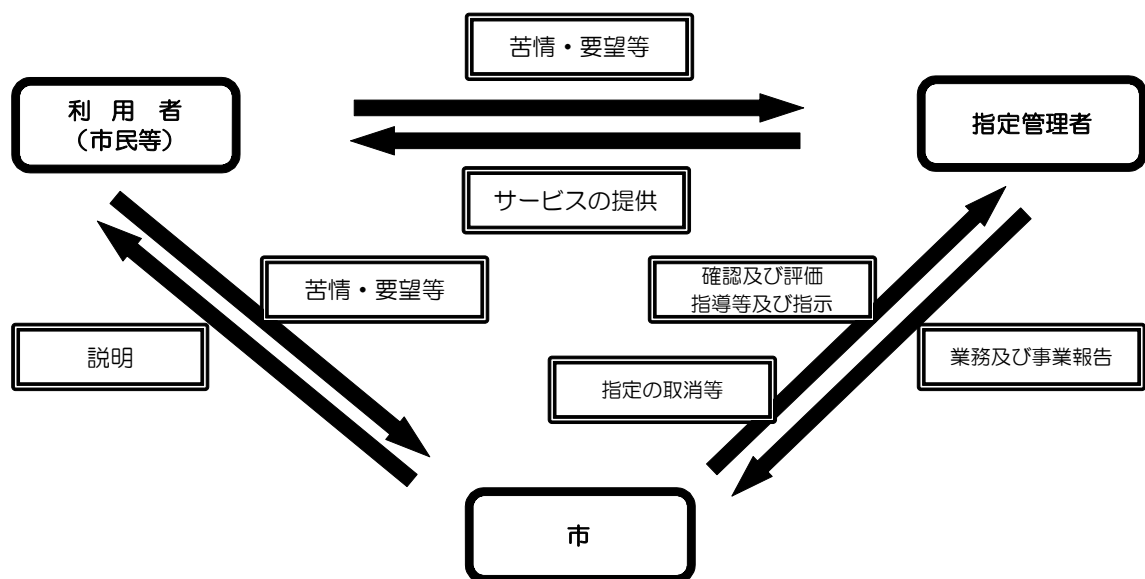 苦情・要望等
利　用　者
（市民等）
指定管理者
サービスの提供
苦情・要望等
確認及び評価
指導等及び指示
説明
業務及び事業報告
指定の取消等
市